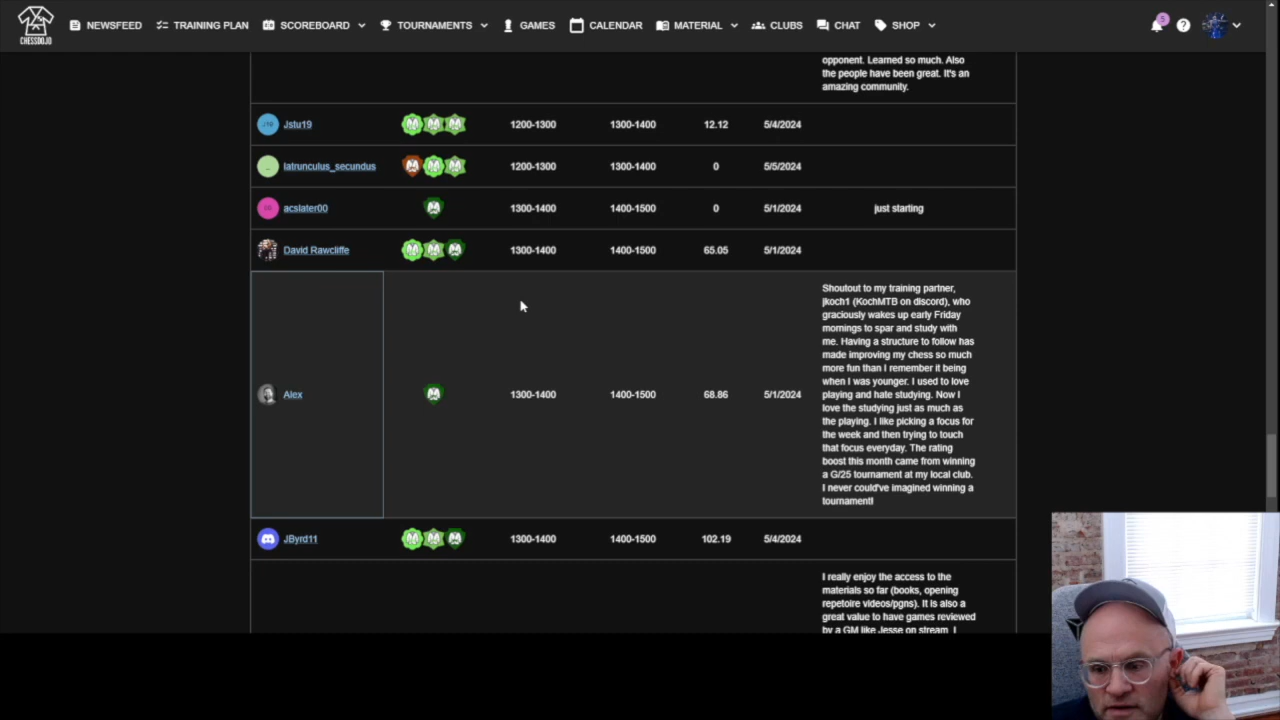 CHESSDOJO
NEWSFEED
TRAINING PLAN
SCOREBOARD
TOURNAMENTS
GAMES
CALENDAR
MATERIAL
CLUBS
CHAT
SHOP
opponent. Learned so much. Also
the people have been great. It's an
amazing community.
Jstu19 1200-1300 1300-1400 12.12 5/4/2024
latrunculus_secundus 1200-1300 1300-1400 0 5/5/2024
acslater00 1300-1400 1400-1500 0 5/1/2024 just starting
David Rawcliffe 1300-1400 1400-1500 65.05 5/1/2024
Alex 1300-1400 1400-1500 68.86 5/1/2024
Shoutout to my training partner,
jkoch1 (KochMTB on discord), who
graciously wakes up early Friday
mornings to spar and study with
me. Having a structure to follow has
made improving my chess so much
more fun than I remember it being
when I was younger. I used to love
playing and hate studying. Now I
love the studying just as much as
the playing. I like picking a focus for
the week and then trying to touch
that focus everyday. The rating
boost this month came from winning
a G/25 tournament at my local club.
I never could've imagined winning a
tournament!
JByrd11 1300-1400 1400-1500 102.19 5/4/2024
I really enjoy the access to the
materials so far (books, opening
repetoire videos/pgns). It is also a
great value to have games reviewed
by a GM like Jesse on stream. I